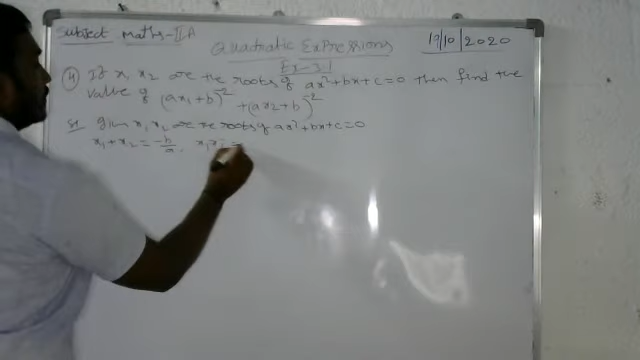 Subject Maths-IIA
Quadratic Expressions 19/10/2020
Ex-3.1
4) If x₁ x₂ are the roots of ax²+bx+c=0 then find the
value of (ax₁+b)⁻² +(ax₂+b)⁻²
Sol Given x₁, x₂ are the roots of ax²+bx+c=0
x₁+x₂ = -b/a, x₁x₂ =